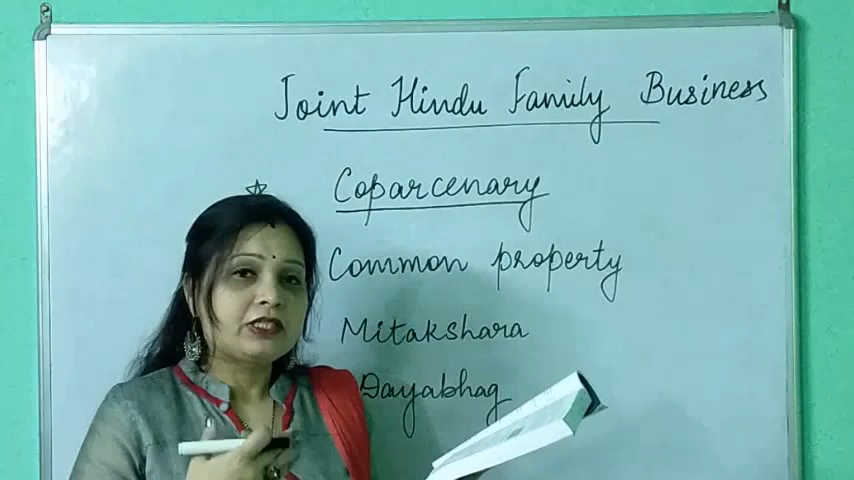 Joint Hindu Family Business
Coparcenary
Common property
Mitakshara
Dayabhag